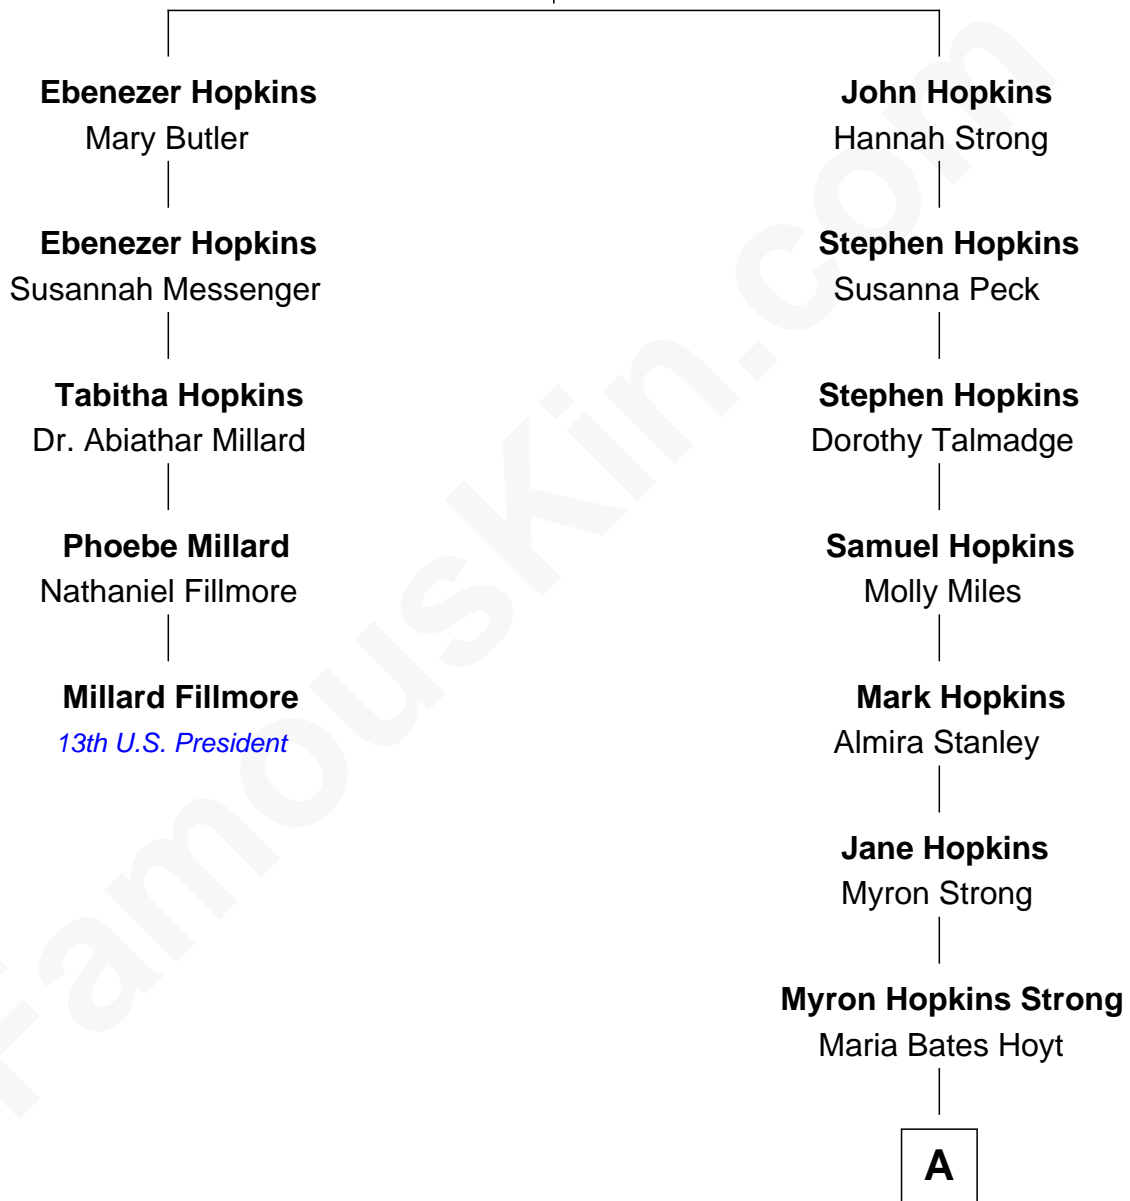 Ebenezer Hopkins
Mary Butler
Ebenezer Hopkins
Susannah Messenger
Tabitha Hopkins
Dr. Abiathar Millard
Phoebe Millard
Nathaniel Fillmore
Millard Fillmore
13th U.S. President
John Hopkins
Hannah Strong
Stephen Hopkins
Susanna Peck
Stephen Hopkins
Dorothy Talmadge
Samuel Hopkins
Molly Miles
Mark Hopkins
Almira Stanley
Jane Hopkins
Myron Strong
Myron Hopkins Strong
Maria Bates Hoyt
A
FamousKin.com